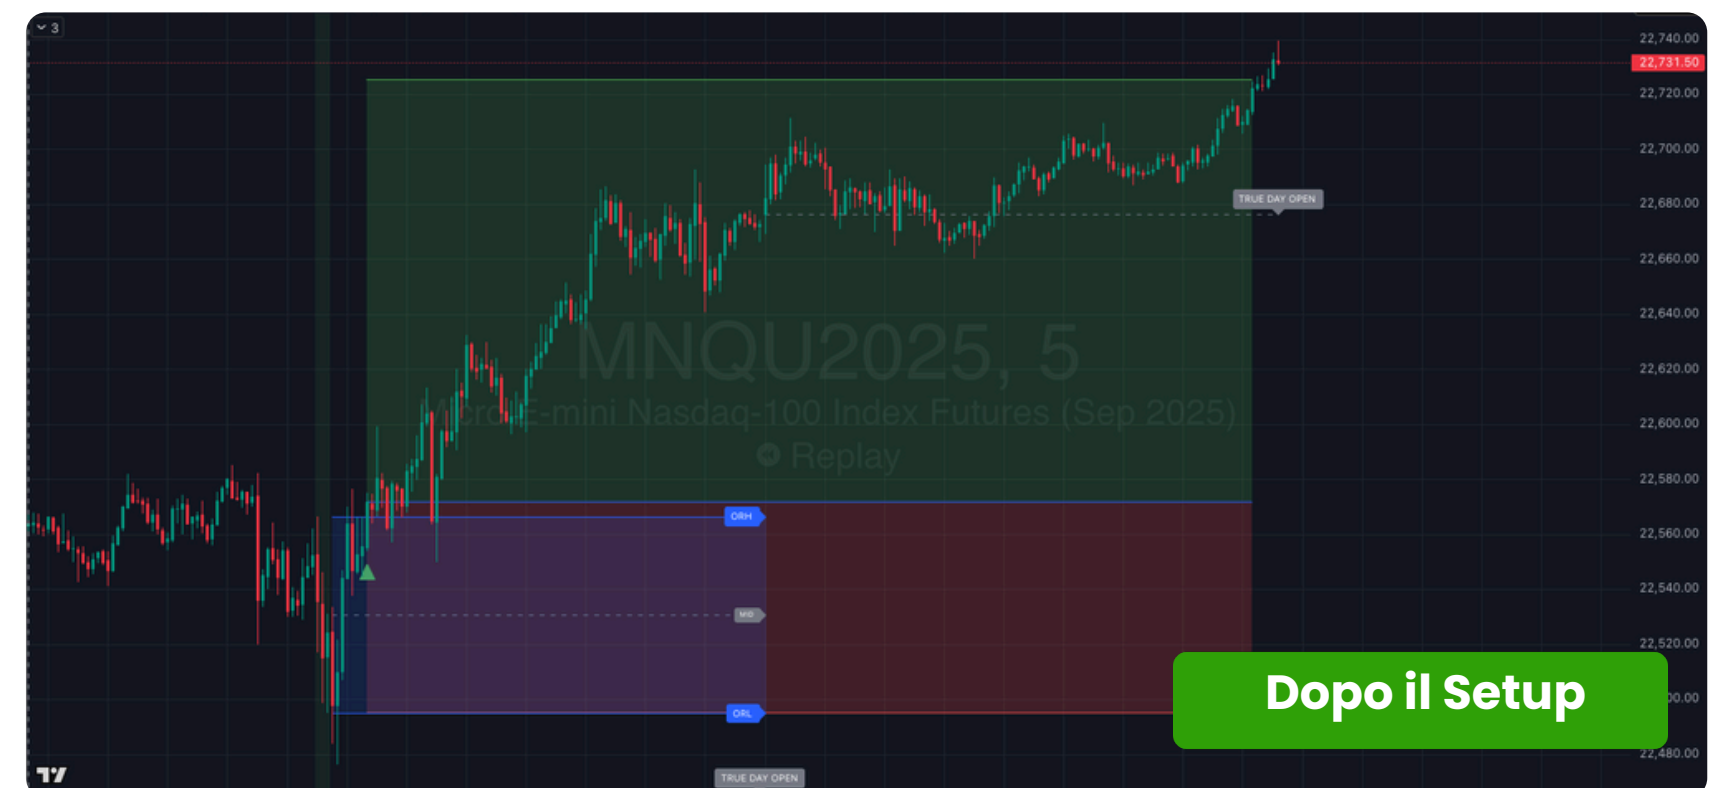 3
22,740.00
22,731.50
22,720.00
22,700.00
TRUE DAY OPEN
22,680.00
22,660.00
22,640.00
MNQU2025, 5
22,620.00
Micro E-mini Nasdaq-100 Index Futures (Sep 2025)
22,600.00
Replay
22,580.00
ORH
22,560.00
22,540.00
MID
22,520.00
Dopo il Setup
00.00
ORL
22,480.00
TRUE DAY OPEN